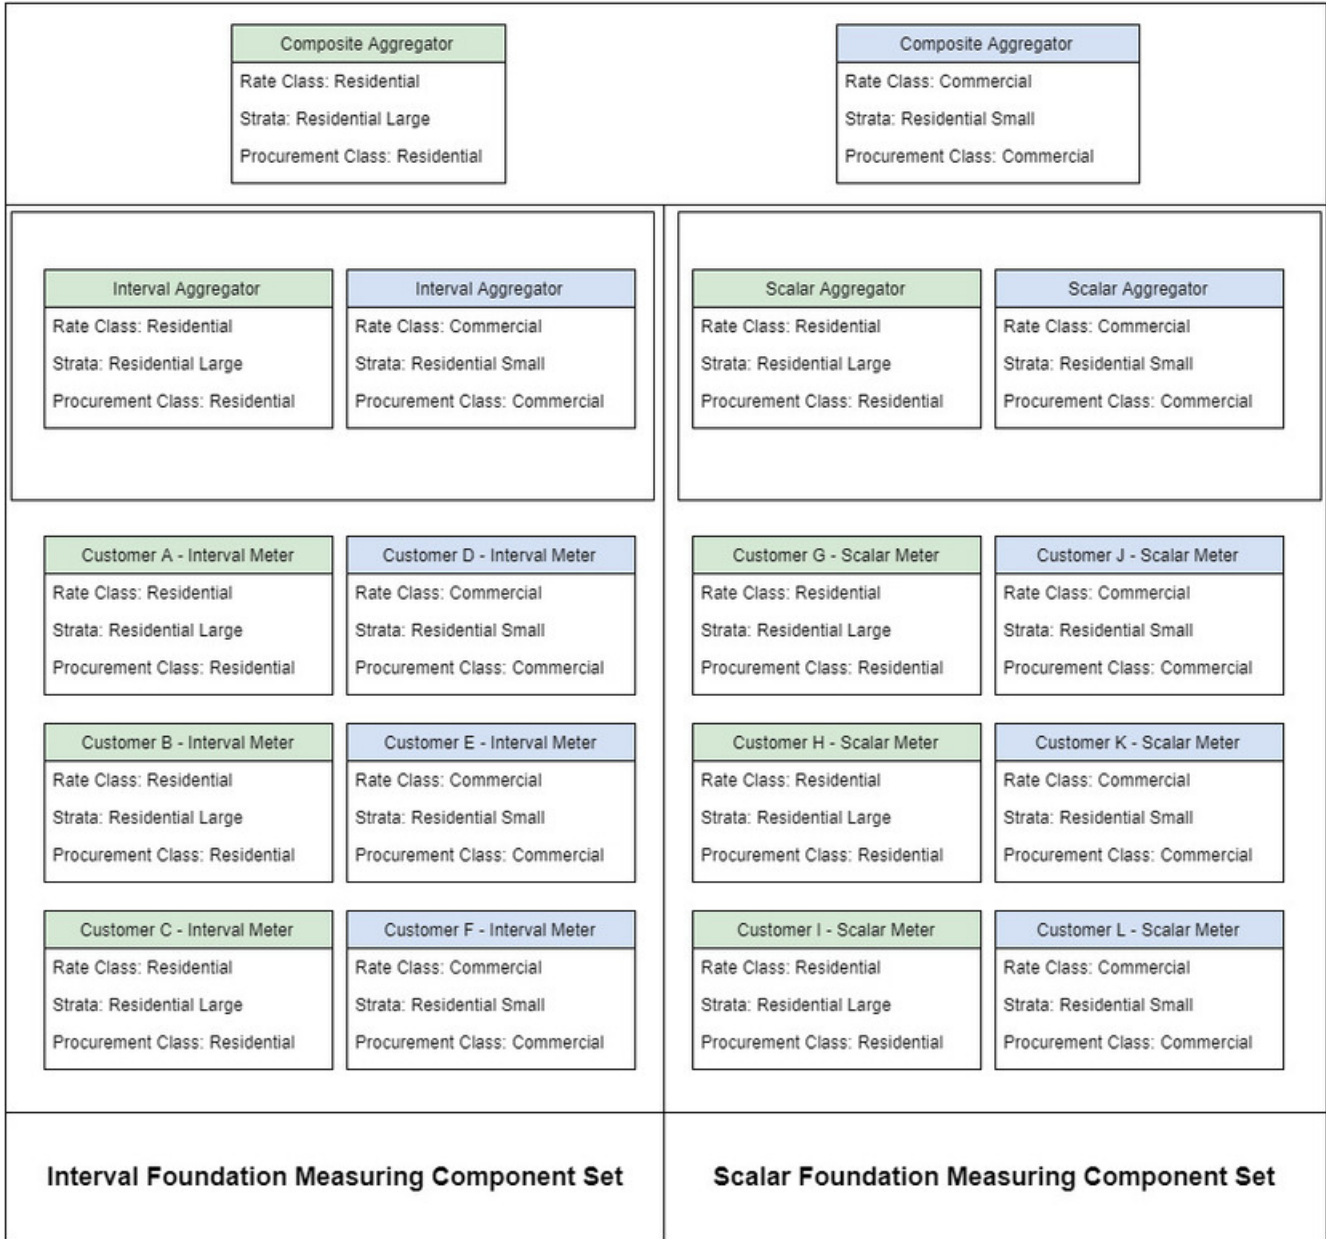 Composite Aggregator
Rate Class: Residential
Strata: Residential Large
Procurement Class: Residential
Composite Aggregator
Rate Class: Commercial
Strata: Residential Small
Procurement Class: Commercial
Interval Aggregator
Rate Class: Residential
Strata: Residential Large
Procurement Class: Residential
Interval Aggregator
Rate Class: Commercial
Strata: Residential Small
Procurement Class: Commercial
Scalar Aggregator
Rate Class: Residential
Strata: Residential Large
Procurement Class: Residential
Scalar Aggregator
Rate Class: Commercial
Strata: Residential Small
Procurement Class: Commercial
Customer A - Interval Meter
Rate Class: Residential
Strata: Residential Large
Procurement Class: Residential
Customer D - Interval Meter
Rate Class: Commercial
Strata: Residential Small
Procurement Class: Commercial
Customer G - Scalar Meter
Rate Class: Residential
Strata: Residential Large
Procurement Class: Residential
Customer J - Scalar Meter
Rate Class: Commercial
Strata: Residential Small
Procurement Class: Commercial
Customer B - Interval Meter
Rate Class: Residential
Strata: Residential Large
Procurement Class: Residential
Customer E - Interval Meter
Rate Class: Commercial
Strata: Residential Small
Procurement Class: Commercial
Customer H - Scalar Meter
Rate Class: Residential
Strata: Residential Large
Procurement Class: Residential
Customer K - Scalar Meter
Rate Class: Commercial
Strata: Residential Small
Procurement Class: Commercial
Customer C - Interval Meter
Rate Class: Residential
Strata: Residential Large
Procurement Class: Residential
Customer F - Interval Meter
Rate Class: Commercial
Strata: Residential Small
Procurement Class: Commercial
Customer I - Scalar Meter
Rate Class: Residential
Strata: Residential Large
Procurement Class: Residential
Customer L - Scalar Meter
Rate Class: Commercial
Strata: Residential Small
Procurement Class: Commercial
Interval Foundation Measuring Component Set
Scalar Foundation Measuring Component Set